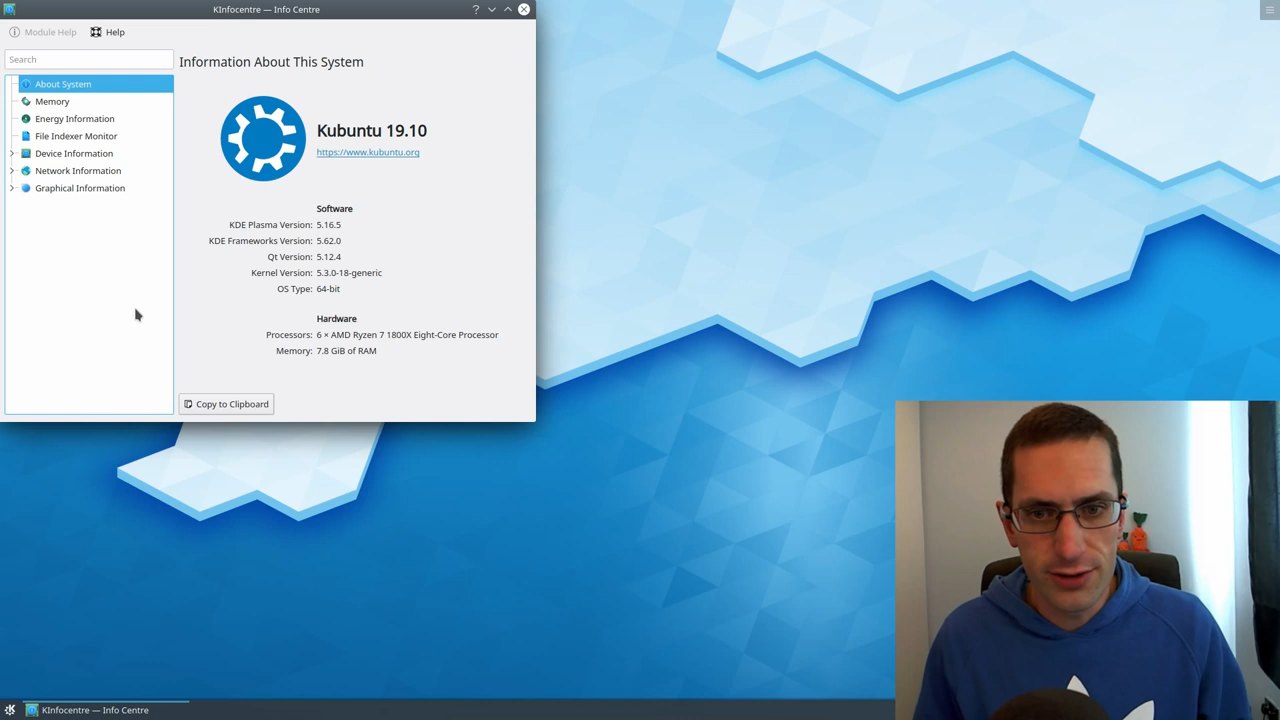 KInfocentre — Info Centre
Module Help
Help
Search
Information About This System
About System
Memory
Energy Information
File Indexer Monitor
Device Information
Network Information
Graphical Information
Kubuntu 19.10
https://www.kubuntu.org
Software
KDE Plasma Version: 5.16.5
KDE Frameworks Version: 5.62.0
Qt Version: 5.12.4
Kernel Version: 5.3.0-18-generic
OS Type: 64-bit
Hardware
Processors: 6 × AMD Ryzen 7 1800X Eight-Core Processor
Memory: 7.8 GiB of RAM
Copy to Clipboard
KInfocentre — Info Centre